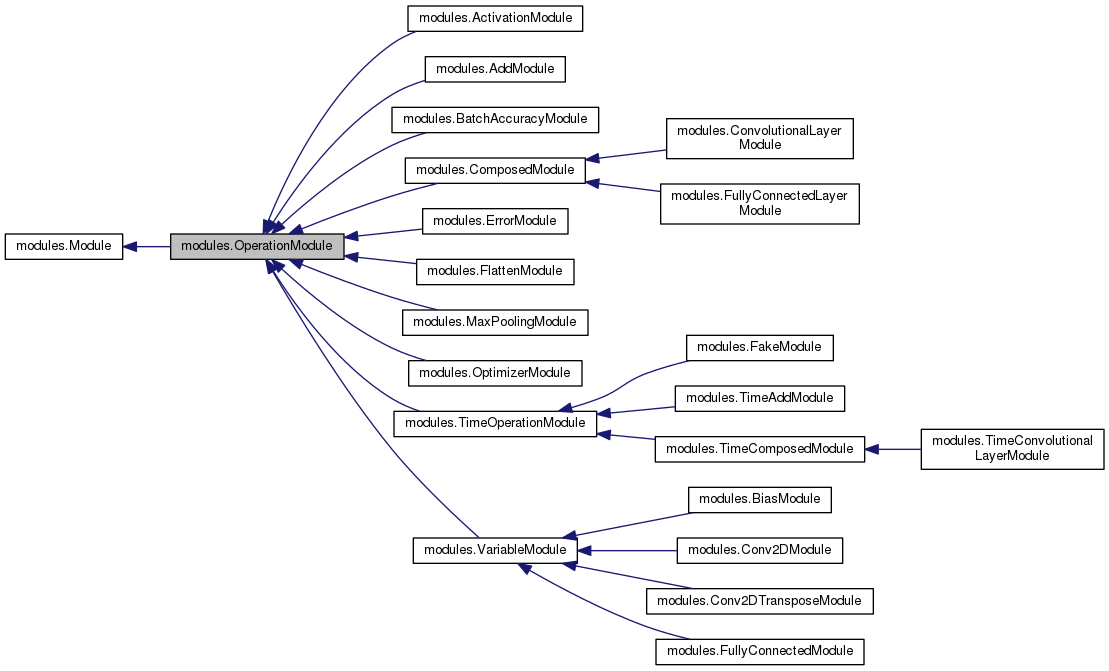 modules.ActivationModule
modules.AddModule
modules.BatchAccuracyModule
modules.ConvolutionalLayer
Module
modules.ComposedModule
modules.FullyConnectedLayer
Module
modules.ErrorModule
modules.Module
modules.OperationModule
modules.FlattenModule
modules.MaxPoolingModule
modules.FakeModule
modules.OptimizerModule
modules.TimeAddModule
modules.TimeOperationModule
modules.TimeComposedModule
modules.TimeConvolutional
LayerModule
modules.BiasModule
modules.VariableModule
modules.Conv2DModule
modules.Conv2DTransposeModule
modules.FullyConnectedModule